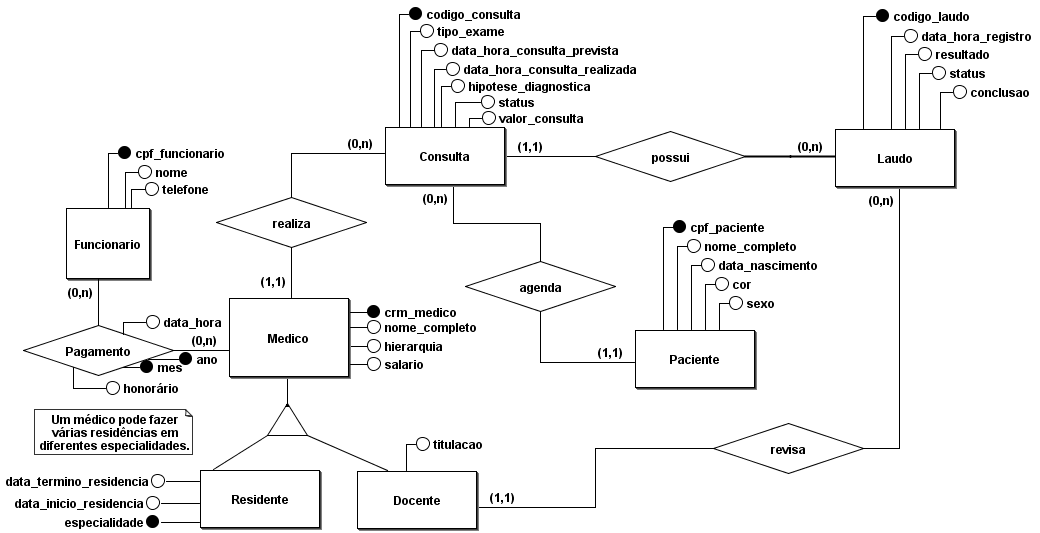 codigo_consulta
tipo_exame
data_hora_consulta_prevista
data_hora_consulta_realizada
hipotese_diagnostica
status
valor_consulta
(0,n)
Consulta
(1,1)
possui
(0,n)
codigo_laudo
data_hora_registro
resultado
status
conclusao
Laudo
(0,n)
(0,n)
cpf_funcionario
nome
telefone
Funcionario
(0,n)
realiza
(1,1)
agenda
(1,1)
cpf_paciente
nome_completo
data_nascimento
cor
sexo
Paciente
data_hora
Pagamento
(0,n)
ano
mes
honorário
Medico
crm_medico
nome_completo
hierarquia
salario
Um médico pode fazer
várias residências em
diferentes especialidades.
data_termino_residencia
data_inicio_residencia
especialidade
Residente
titulacao
Docente
(1,1)
revisa